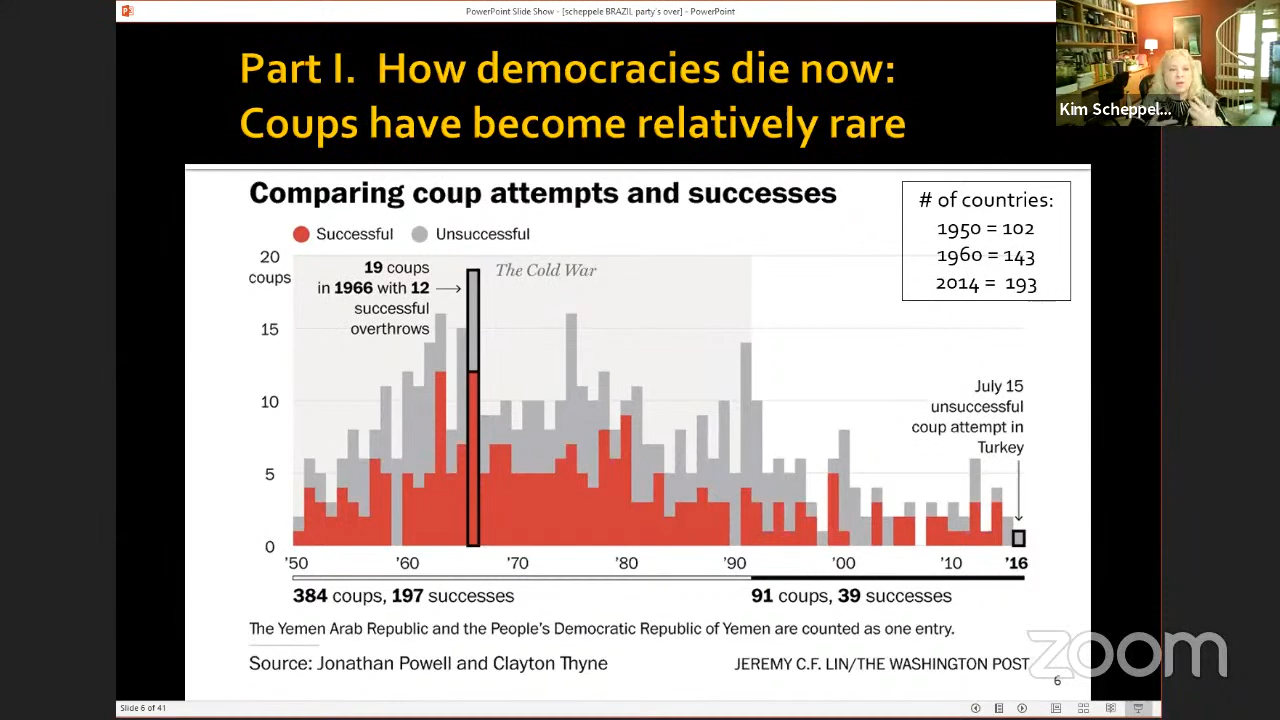 PowerPoint Slide Show - [scheppele BRAZIL party's over] - PowerPoint
Part I. How democracies die now:
Coups have become relatively rare
Kim Scheppel...
Comparing coup attempts and successes
Successful Unsuccessful
# of countries:
1950 = 102
1960 = 143
2014 = 193
20
coups
15
10
5
0
19 coups
in 1966 with 12
successful
overthrows
The Cold War
July 15
unsuccessful
coup attempt in
Turkey
'50 '60 '70 '80 '90 '00 '10 '16
384 coups, 197 successes 91 coups, 39 successes
The Yemen Arab Republic and the People's Democratic Republic of Yemen are counted as one entry.
Source: Jonathan Powell and Clayton Thyne JEREMY C.F. LIN/THE WASHINGTON POST
zoom
6
Slide 6 of 41